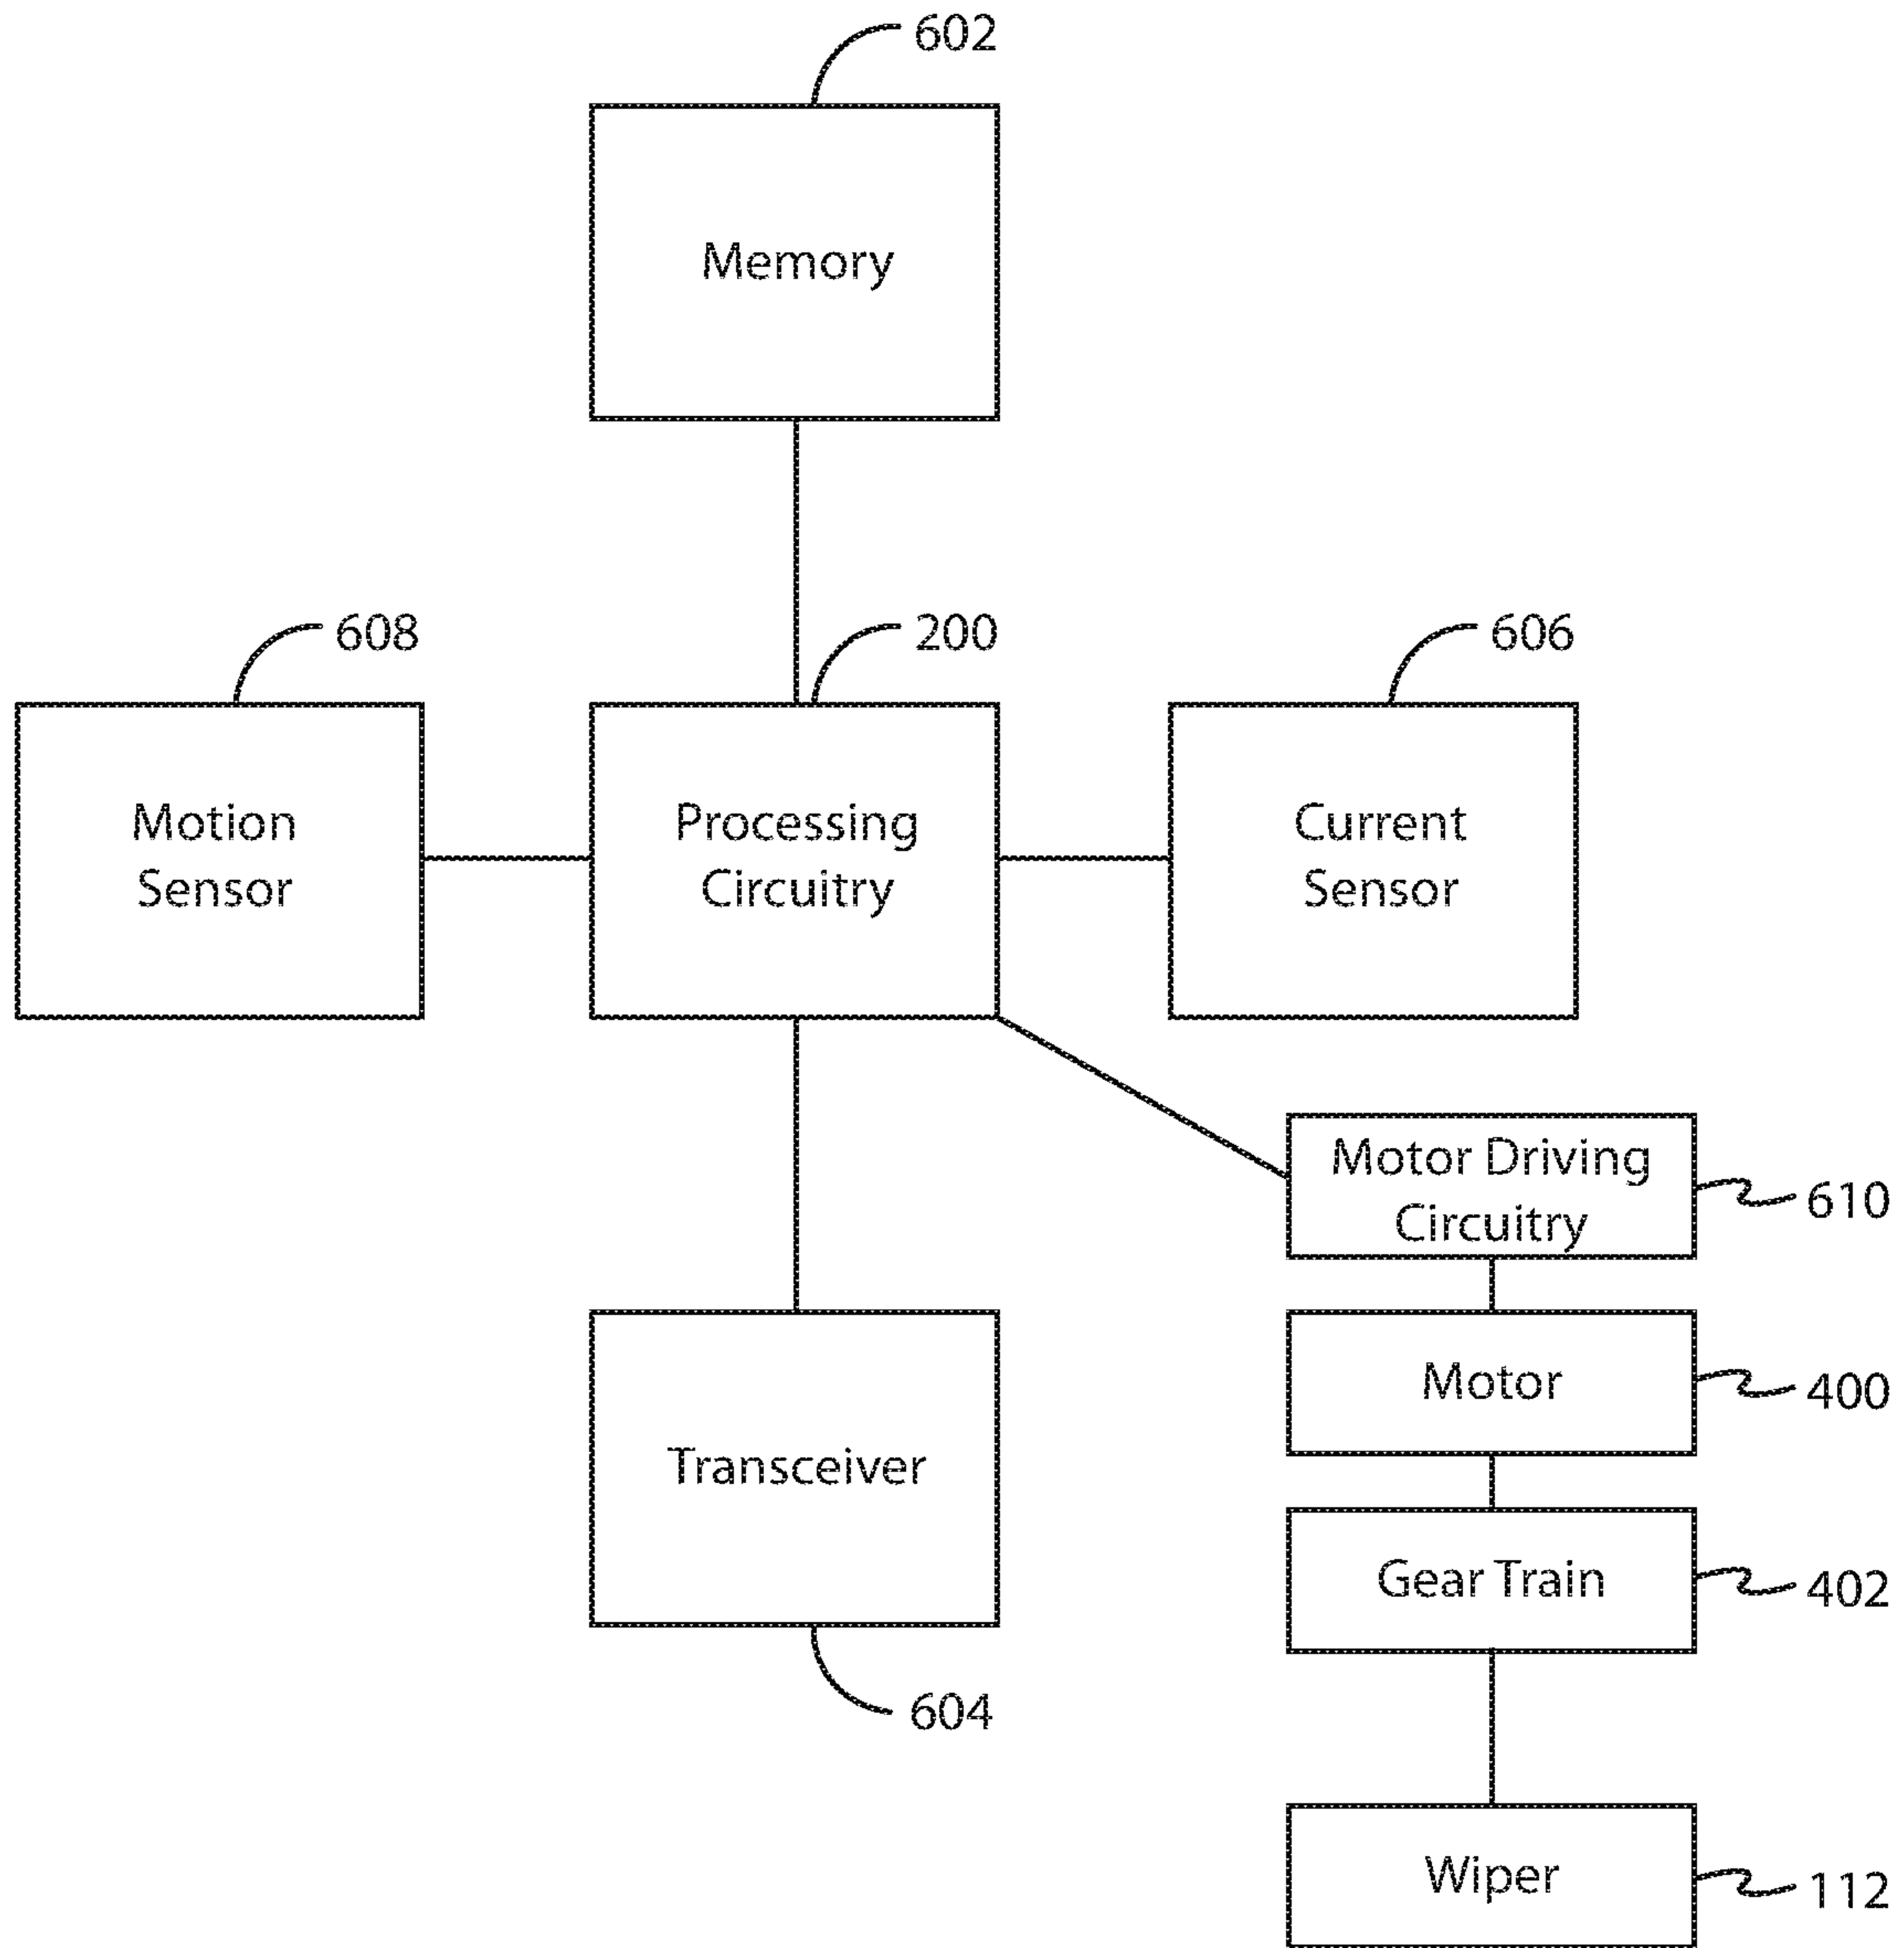 602
Memory
608
200
606
Motion
Sensor
Processing
Circuitry
Current
Sensor
Motor Driving
Circuitry
610
Motor
400
Transceiver
Gear Train
402
604
Wiper
112